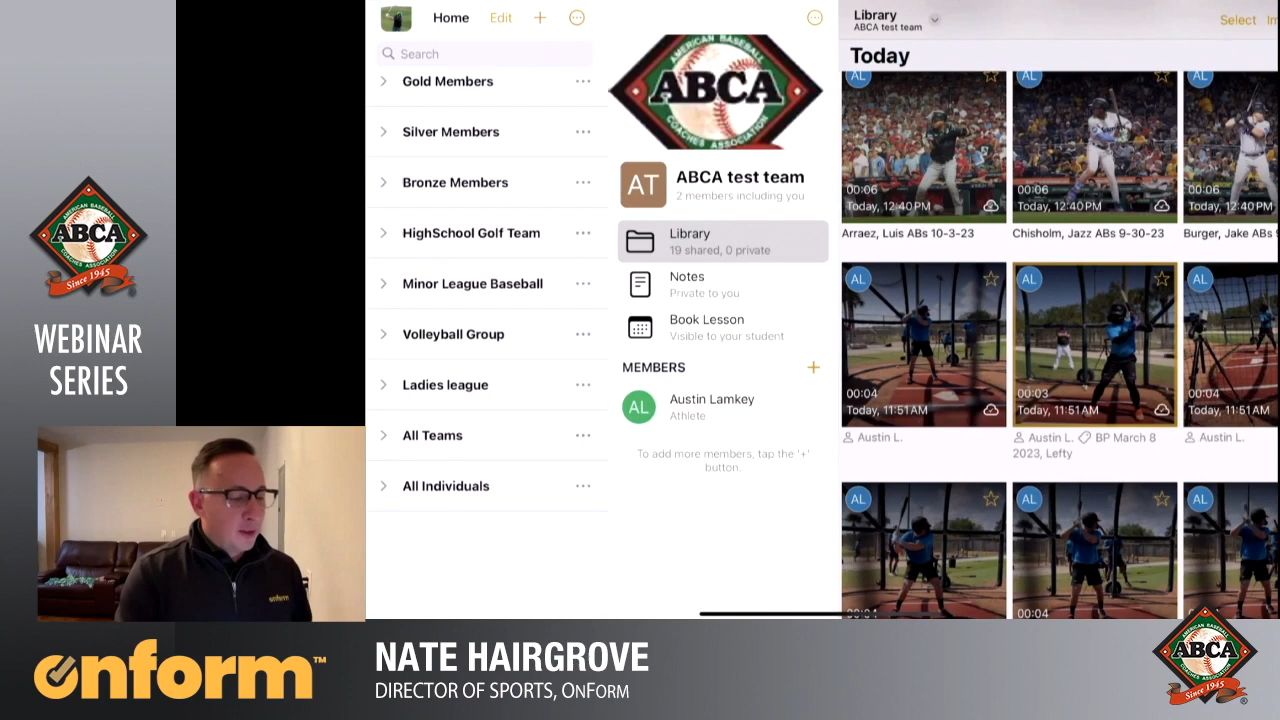 AMERICAN BASEBALL
ABCA
COACHES ASSOCIATION
Since 1945
WEBINAR
SERIES
onform
Home
Edit
Search
Gold Members
Silver Members
Bronze Members
HighSchool Golf Team
Minor League Baseball
Volleyball Group
Ladies league
All Teams
All Individuals
AMERICAN BASEBALL
ABCA
COACHES ASSOCIATION
AT
ABCA test team
2 members including you
Library
19 shared, 0 private
Notes
Private to you
Book Lesson
Visible to your student
MEMBERS
AL
Austin Lamkey
Athlete
To add more members, tap the '+'
button.
Library
ABCA test team
Select
Today
AL
AL
AL
00:06
00:06
00:06
Today, 12:40 PM
Today, 12:40 PM
Today, 12:40 PM
Arraez, Luis ABs 10-3-23
Chisholm, Jazz ABs 9-30-23
Burger, Jake ABs
AL
AL
AL
00:04
00:03
00:04
Today, 11:51 AM
Today, 11:51 AM
Today, 11:51 AM
Austin L.
Austin L. BP March 8
2023, Lefty
Austin L.
AL
AL
AL
00:04
00:04
onform™
NATE HAIRGROVE
DIRECTOR OF SPORTS, ONFORM
AMERICAN BASEBALL
ABCA
COACHES ASSOCIATION
Since 1945